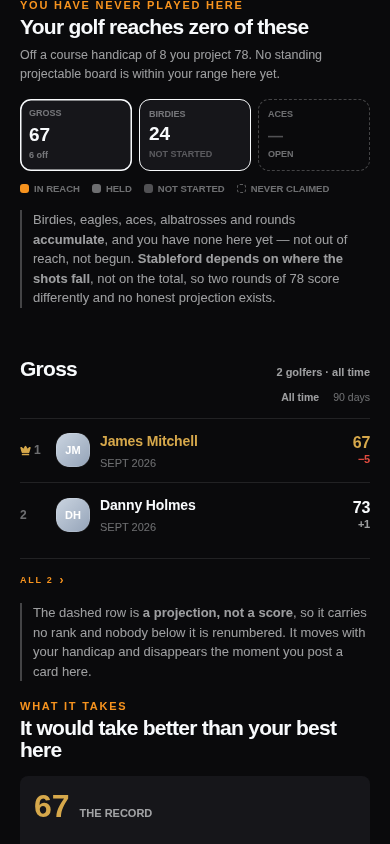 YOU HAVE NEVER PLAYED HERE
Your golf reaches zero of these
Off a course handicap of 8 you project 78. No standing
projectable board is within your range here yet.
GROSS
67
6 off
BIRDIES
24
NOT STARTED
ACES
—
OPEN
IN REACH HELD NOT STARTED NEVER CLAIMED
Birdies, eagles, aces, albatrosses and rounds
accumulate, and you have none here yet — not out of
reach, not begun. Stableford depends on where the
shots fall, not on the total, so two rounds of 78 score
differently and no honest projection exists.
Gross
2 golfers · all time
All time 90 days
1
JM
James Mitchell
SEPT 2026
67
−5
2
DH
Danny Holmes
SEPT 2026
73
+1
ALL 2 ›
The dashed row is a projection, not a score, so it carries
no rank and nobody below it is renumbered. It moves with
your handicap and disappears the moment you post a
card here.
WHAT IT TAKES
It would take better than your best
here
67 THE RECORD